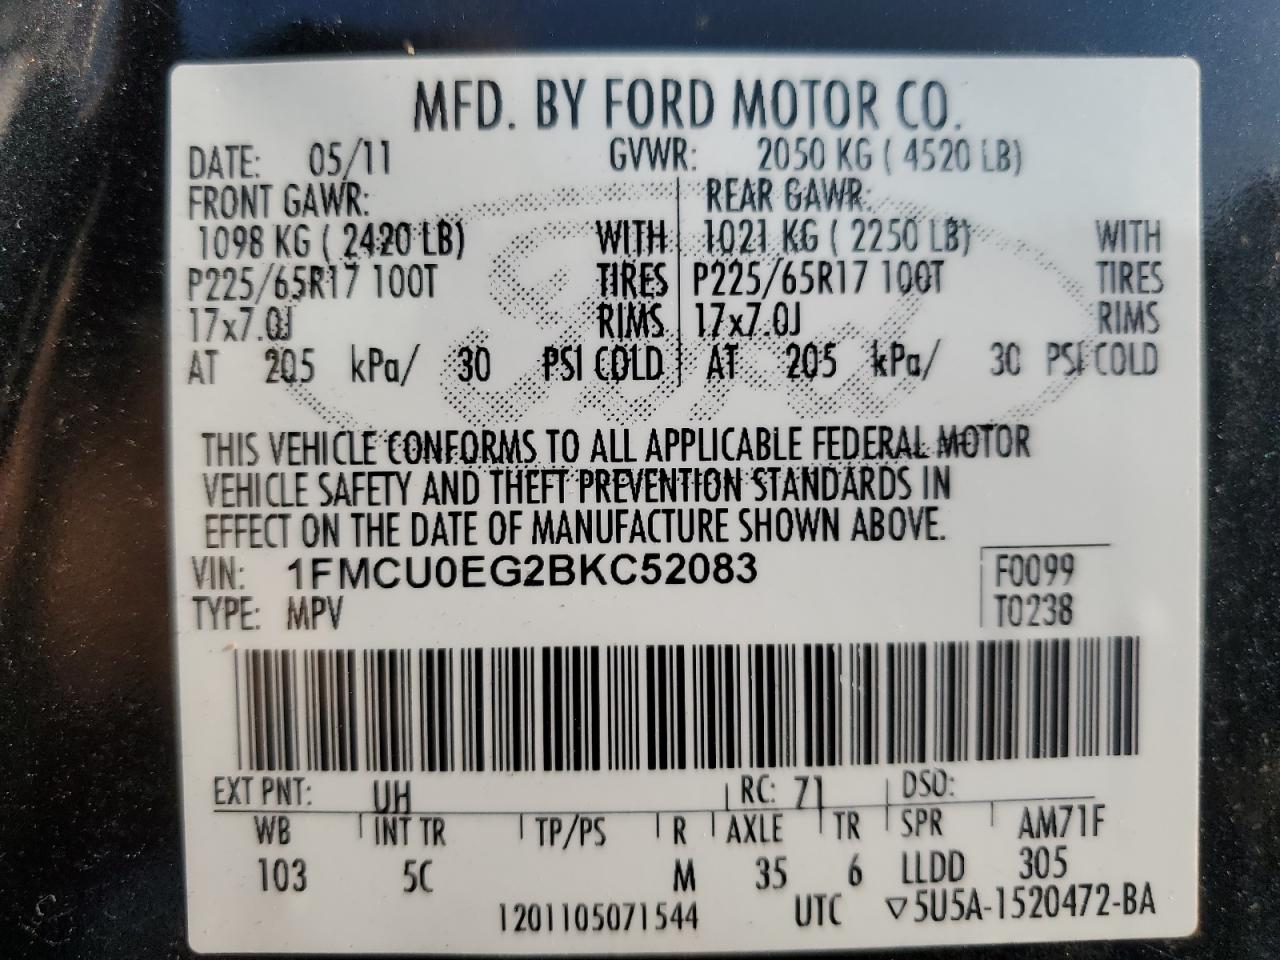 MFD. BY FORD MOTOR CO.
DATE: 05/11 GVWR: 2050 KG ( 4520 LB)
FRONT GAWR: REAR GAWR:
1098 KG ( 2420 LB) WITH 1021 KG ( 2250 LB) WITH
P225/65R17 100T TIRES P225/65R17 100T TIRES
17x7.0J RIMS 17x7.0J RIMS
AT 205 kPa/ 30 PSI COLD AT 205 kPa/ 30 PSI COLD
THIS VEHICLE CONFORMS TO ALL APPLICABLE FEDERAL MOTOR
VEHICLE SAFETY AND THEFT PREVENTION STANDARDS IN
EFFECT ON THE DATE OF MANUFACTURE SHOWN ABOVE.
VIN: 1FMCU0EG2BKC52083 F0099
TYPE: MPV T0238
EXT PNT: UH RC: 71 DSO:
WB INT TR TP/PS R AXLE TR SPR AM71F
103 5C M 35 6 LLDD 305
1201105071544 UTC ▽5U5A-1520472-BA
Ford